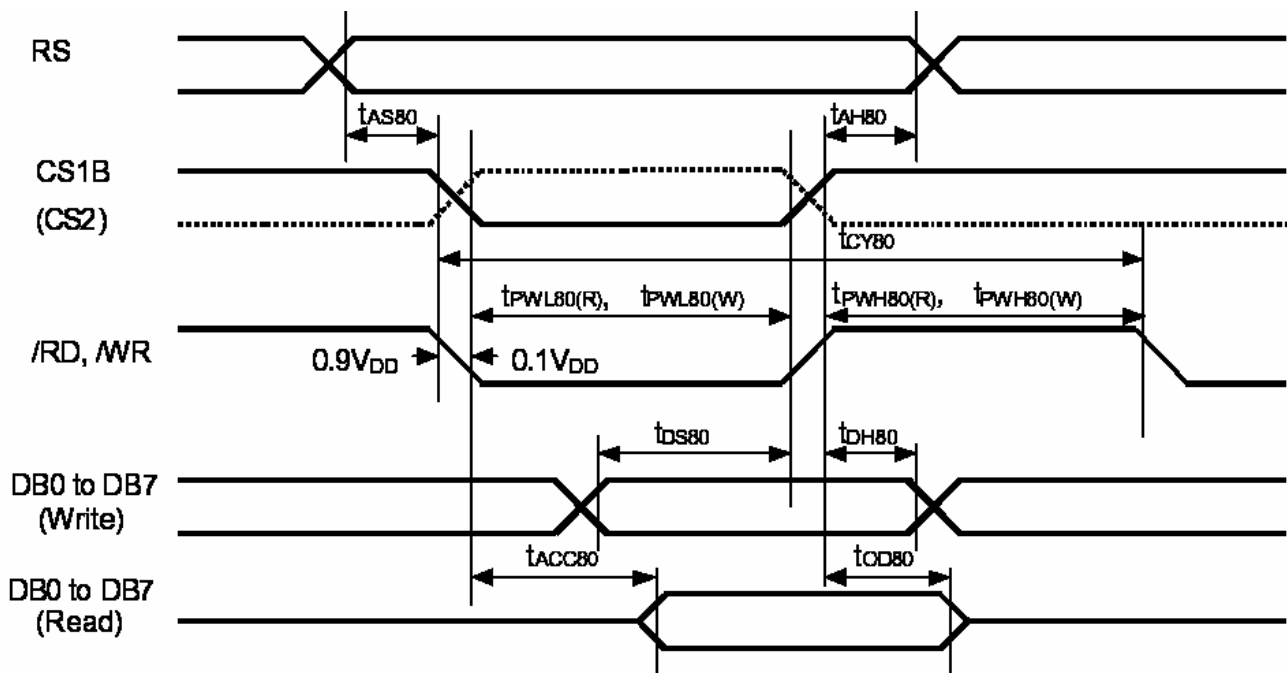 RS
tAS80
tAH80
CS1B
(CS2)
tCY80
tPWL80(R), tPWL80(W)
tPWH80(R), tPWH80(W)
/RD, /WR
0.9VDD
0.1VDD
tDS80
tDH80
DB0 to DB7
(Write)
tACC80
tOD80
DB0 to DB7
(Read)